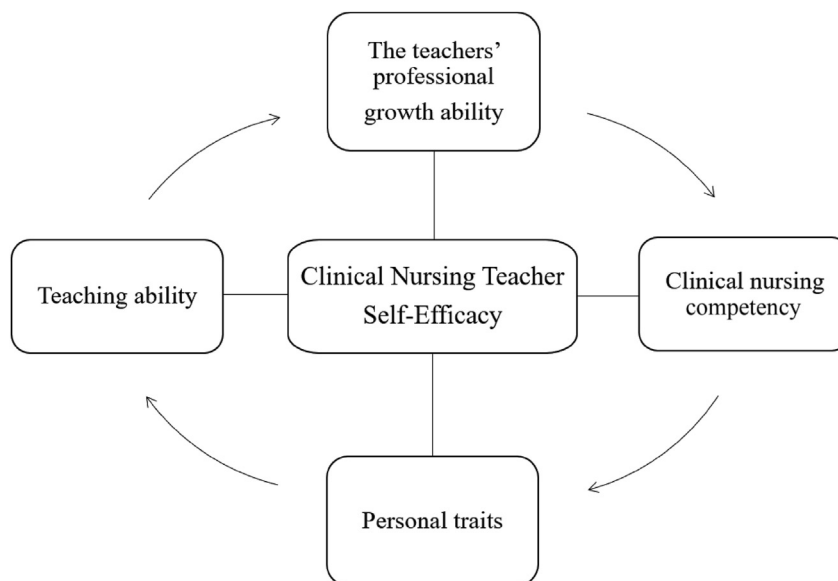 The teachers’
professional
growth ability
Teaching ability
Clinical Nursing Teacher
Self-Efficacy
Clinical nursing
competency
Personal traits